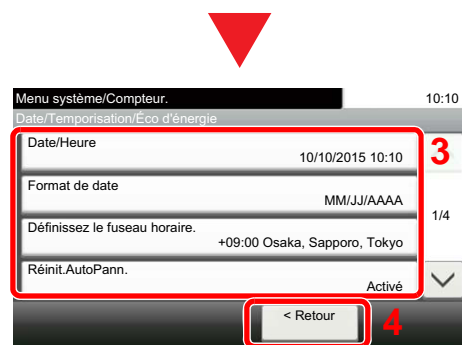 Menu système/Compteur. 10:10
Date/Temporisation/Éco d'énergie
Date/Heure
10/10/2015 10:10
3
Format de date
MM/JJ/AAAA
1/4
Définissez le fuseau horaire.
+09:00 Osaka, Sapporo, Tokyo
Réinit.AutoPann.
Activé
< Retour
4